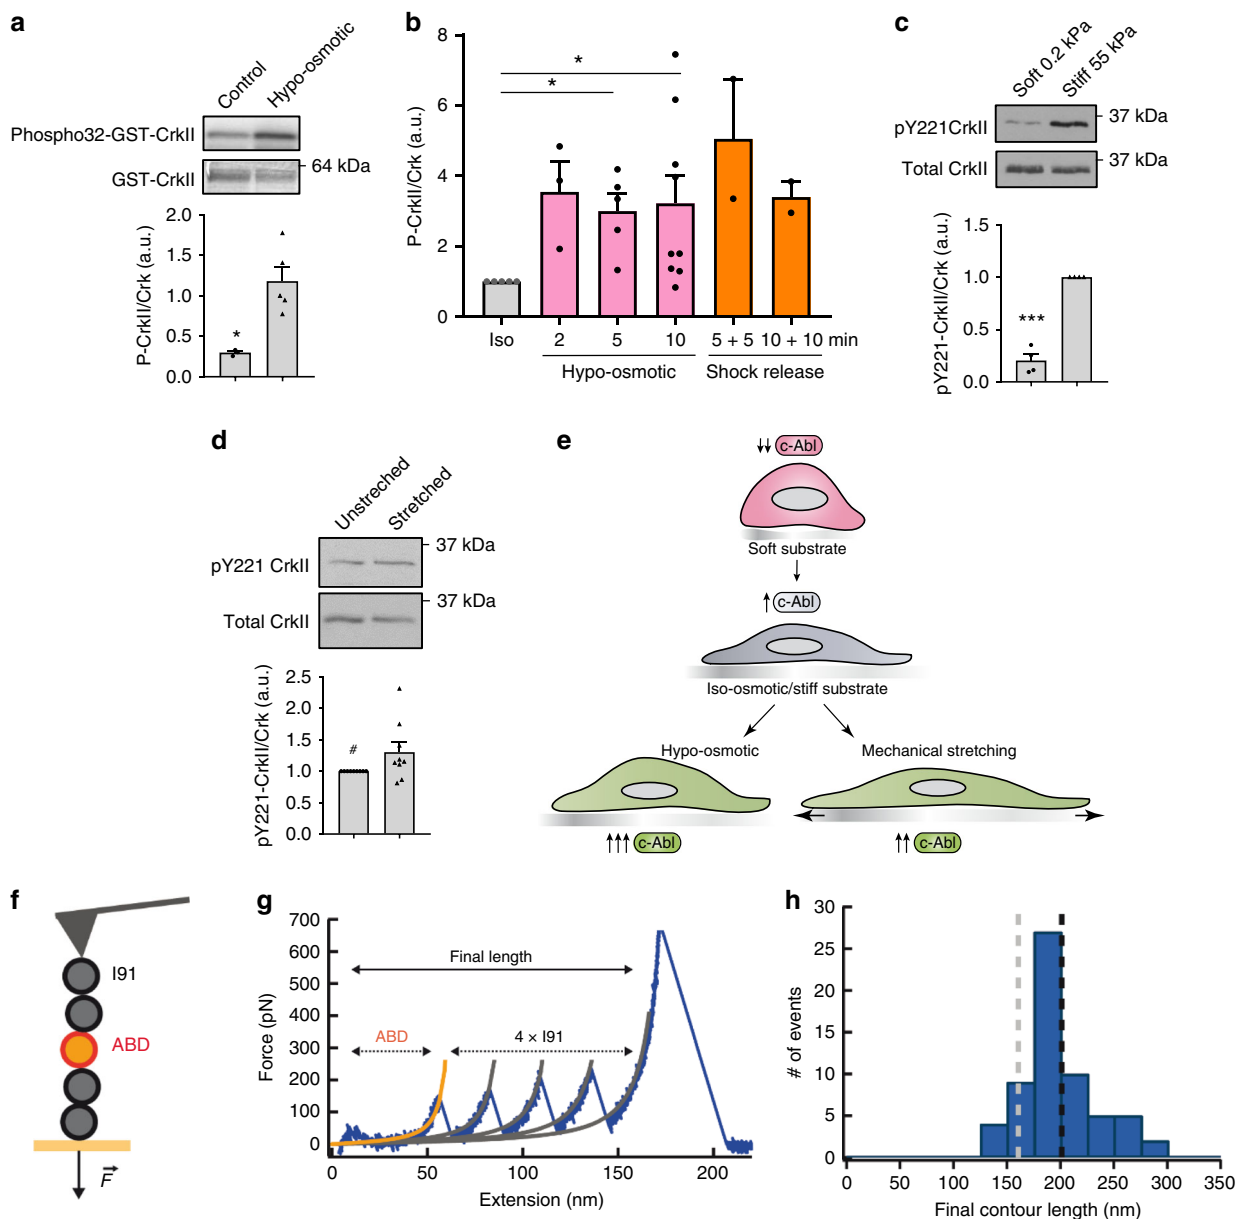 a
Control
Hypo-osmotic
Phospho32-GST-CrkII
64 kDa
GST-CrkII
P-CrkII/Crk (a.u.)
2.0
1.5
1.0
0.5
0.0
*
b
P-CrkII/Crk (a.u.)
8
6
4
2
0
*
*
Iso 2 5 10 5 + 5 10 + 10 min
Hypo-osmotic Shock release
c
Soft 0.2 kPa
Stiff 55 kPa
pY221CrkII
37 kDa
Total CrkII
37 kDa
pY221-CrkII/Crk (a.u.)
1.5
1.0
0.5
0.0
***
d
Unstreched
Stretched
pY221 CrkII
37 kDa
Total CrkII
37 kDa
pY221-CrkII/Crk (a.u.)
2.5
2.0
1.5
1.0
0.5
0.0
#
e
↓↓ c-Abl
Soft substrate
↑ c-Abl
Iso-osmotic/stiff substrate
Hypo-osmotic
Mechanical stretching
↑↑↑ c-Abl
↑↑ c-Abl
f
I91
ABD
F
g
Force (pN)
700
600
500
400
300
200
100
0
Final length
ABD
4 × I91
0 50 100 150 200
Extension (nm)
h
# of events
30
25
20
15
10
5
0
0 50 100 150 200 250 300 350
Final contour length (nm)